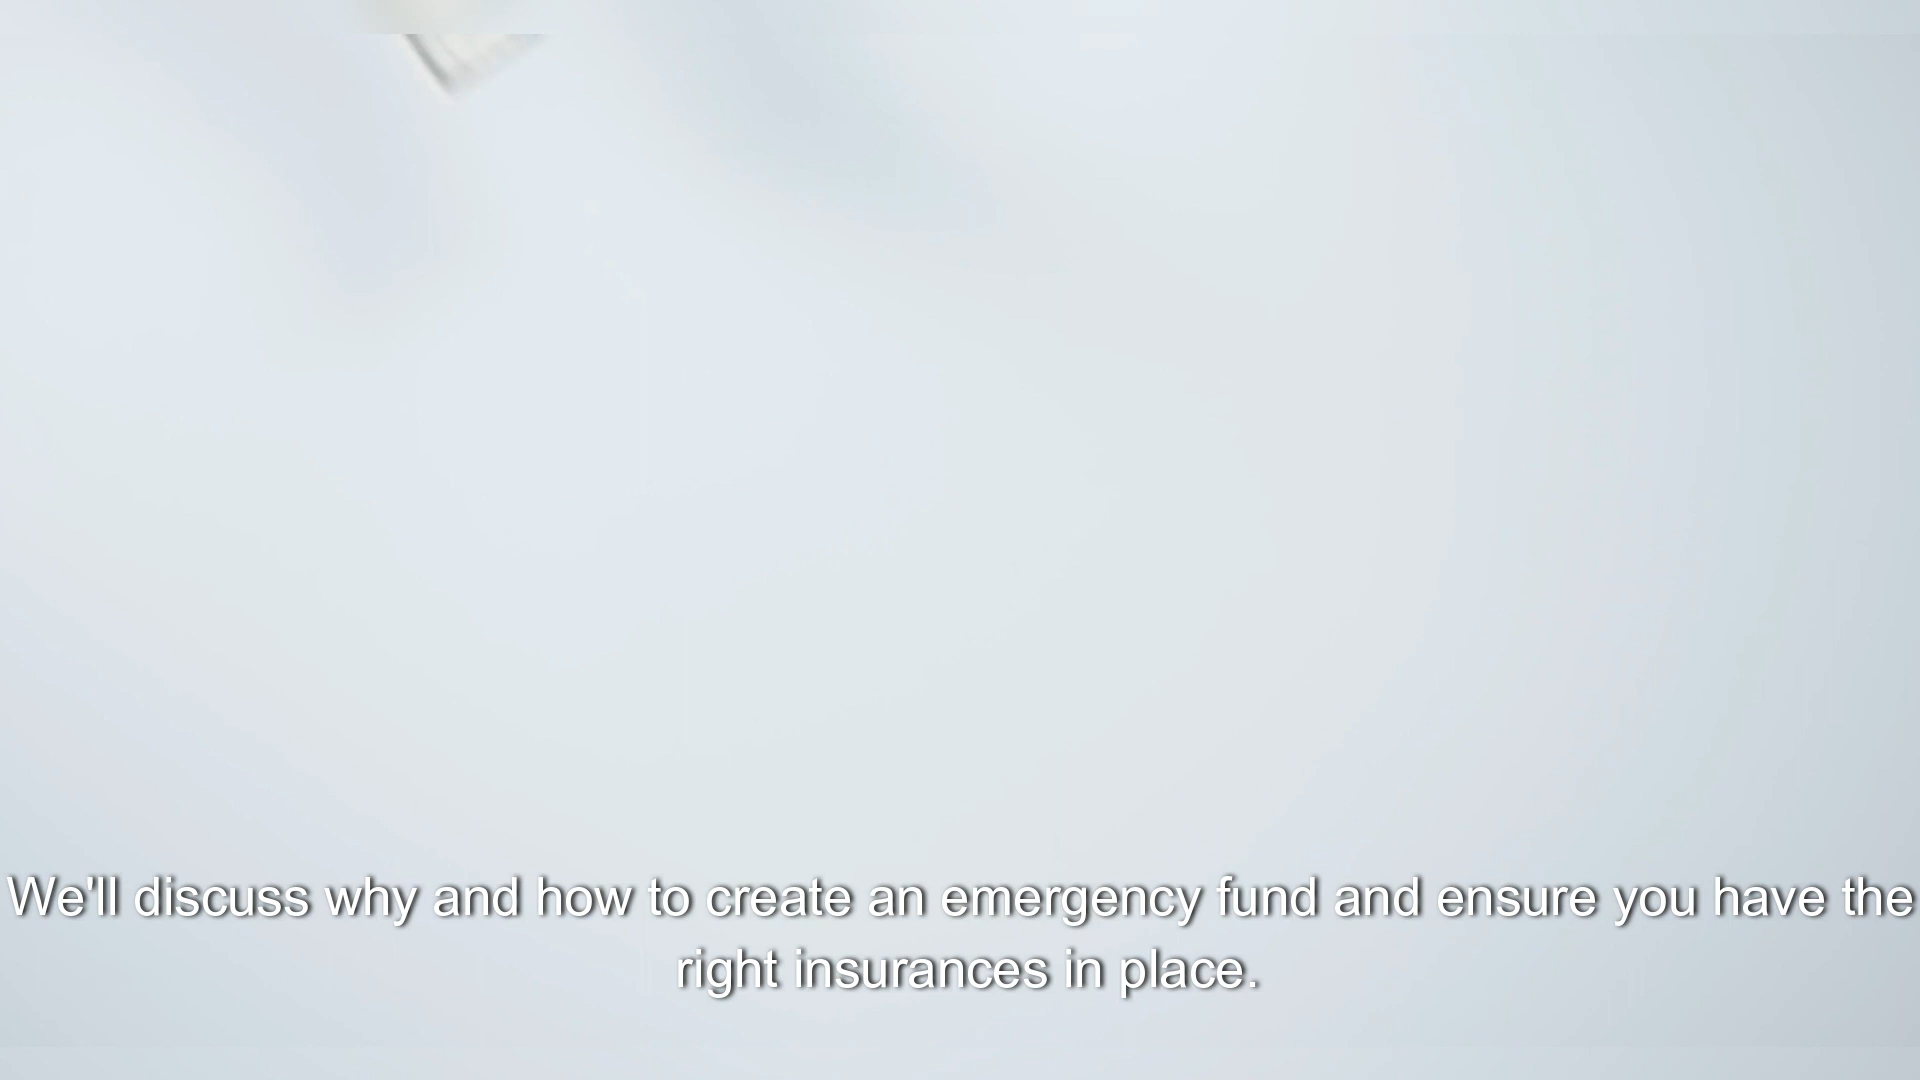 We'll discuss why and how to create an emergency fund and ensure you have the
right insurances in place.